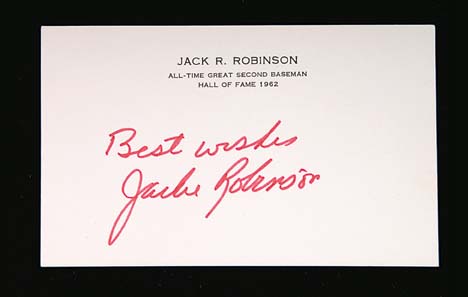 JACK R. ROBINSON
ALL-TIME GREAT SECOND BASEMAN
HALL OF FAME 1962
Best wishes
Jackie Robinson